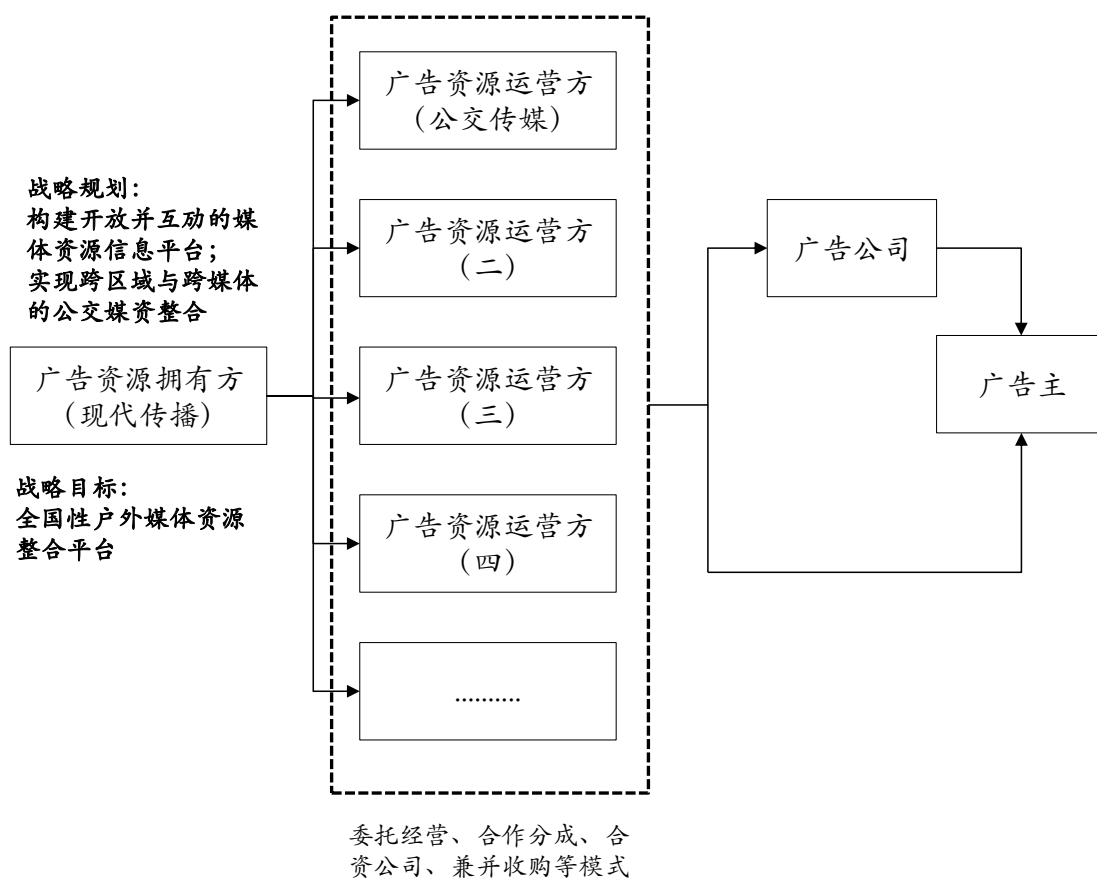 广告资源运营方
（公交传媒）
战略规划：
构建开放并互动的媒
体资源信息平台；
实现跨区域与跨媒体
的公交媒资整合
广告资源运营方
（二）
广告公司
广告资源拥有方
（现代传播）
广告资源运营方
（三）
广告主
战略目标：
全国性户外媒体资源
整合平台
广告资源运营方
（四）
..........
委托经营、合作分成、合
资公司、兼并收购等模式